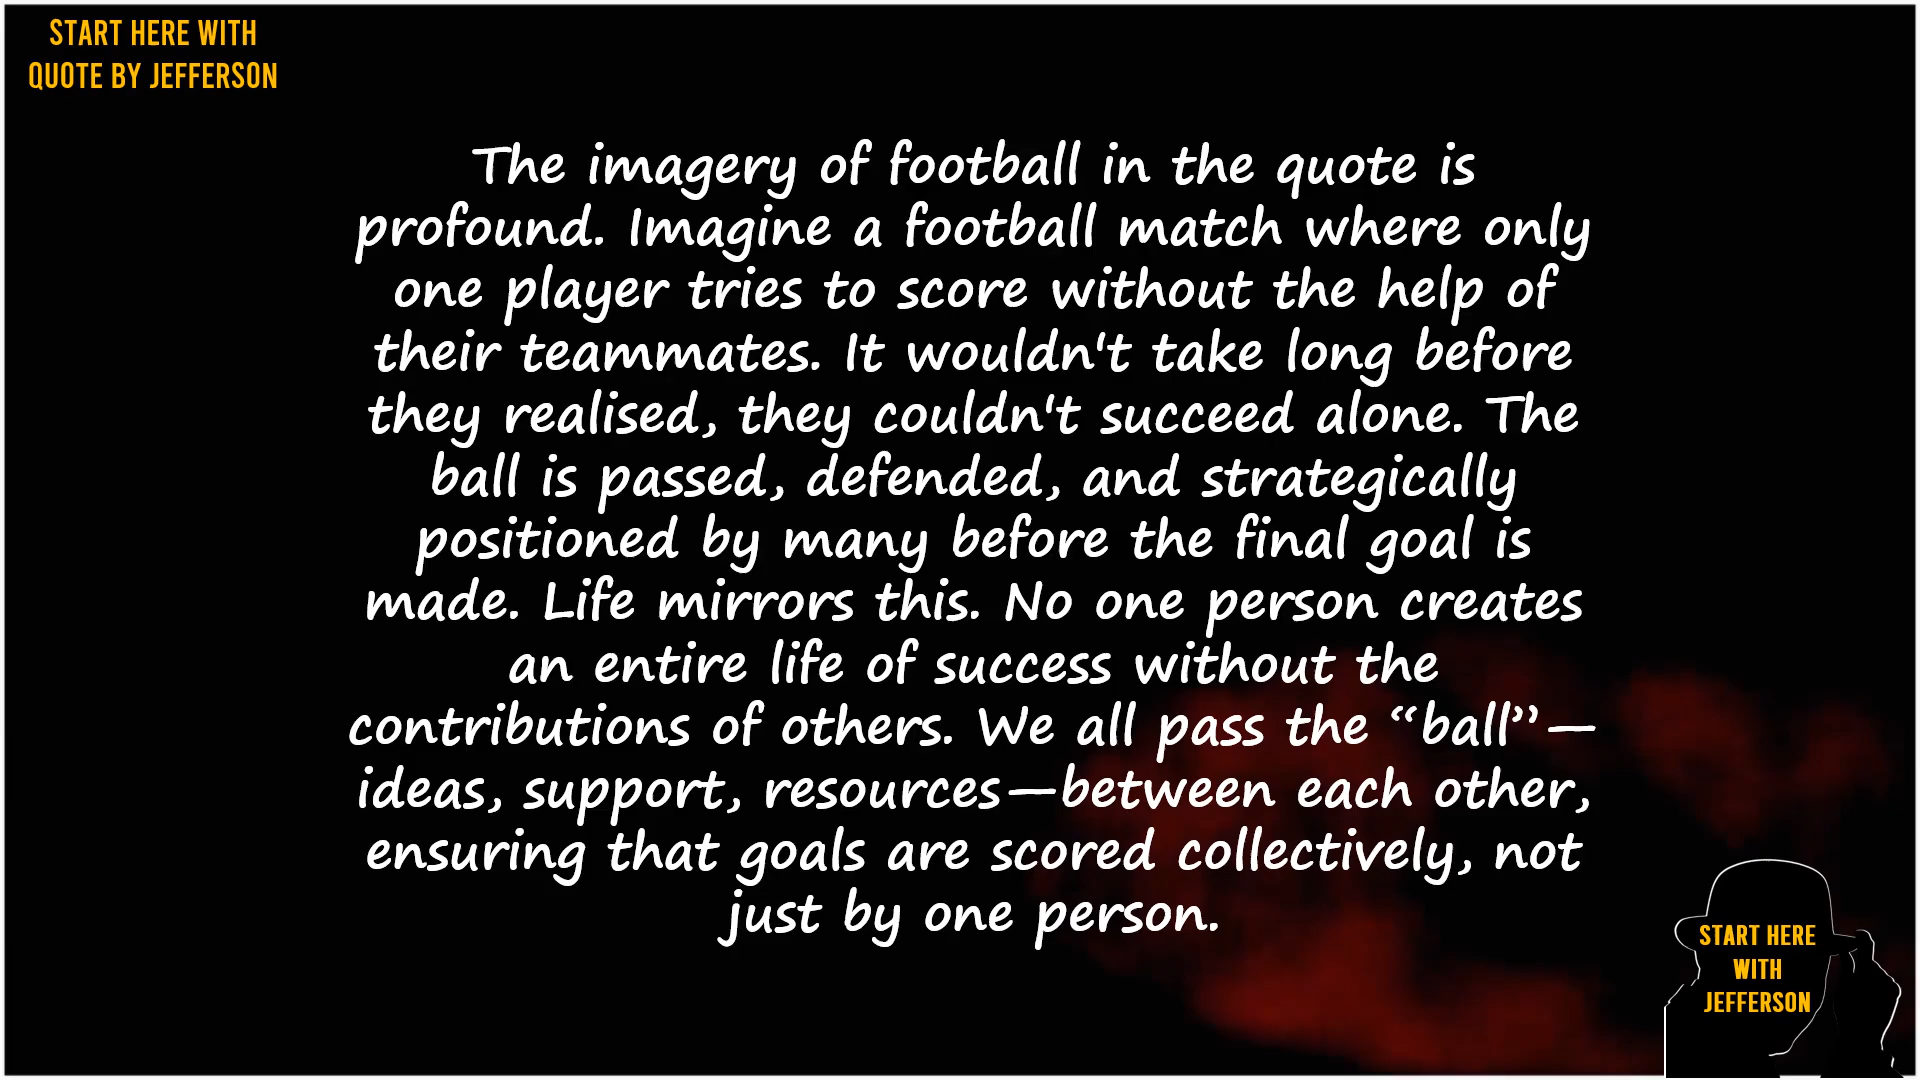 START HERE WITH
QUOTE BY JEFFERSON
The imagery of football in the quote is
profound. Imagine a football match where only
one player tries to score without the help of
their teammates. It wouldn't take long before
they realised, they couldn't succeed alone. The
ball is passed, defended, and strategically
positioned by many before the final goal is
made. Life mirrors this. No one person creates
an entire life of success without the
contributions of others. We all pass the “ball”—
ideas, support, resources—between each other,
ensuring that goals are scored collectively, not
just by one person.
START HERE
WITH
JEFFERSON